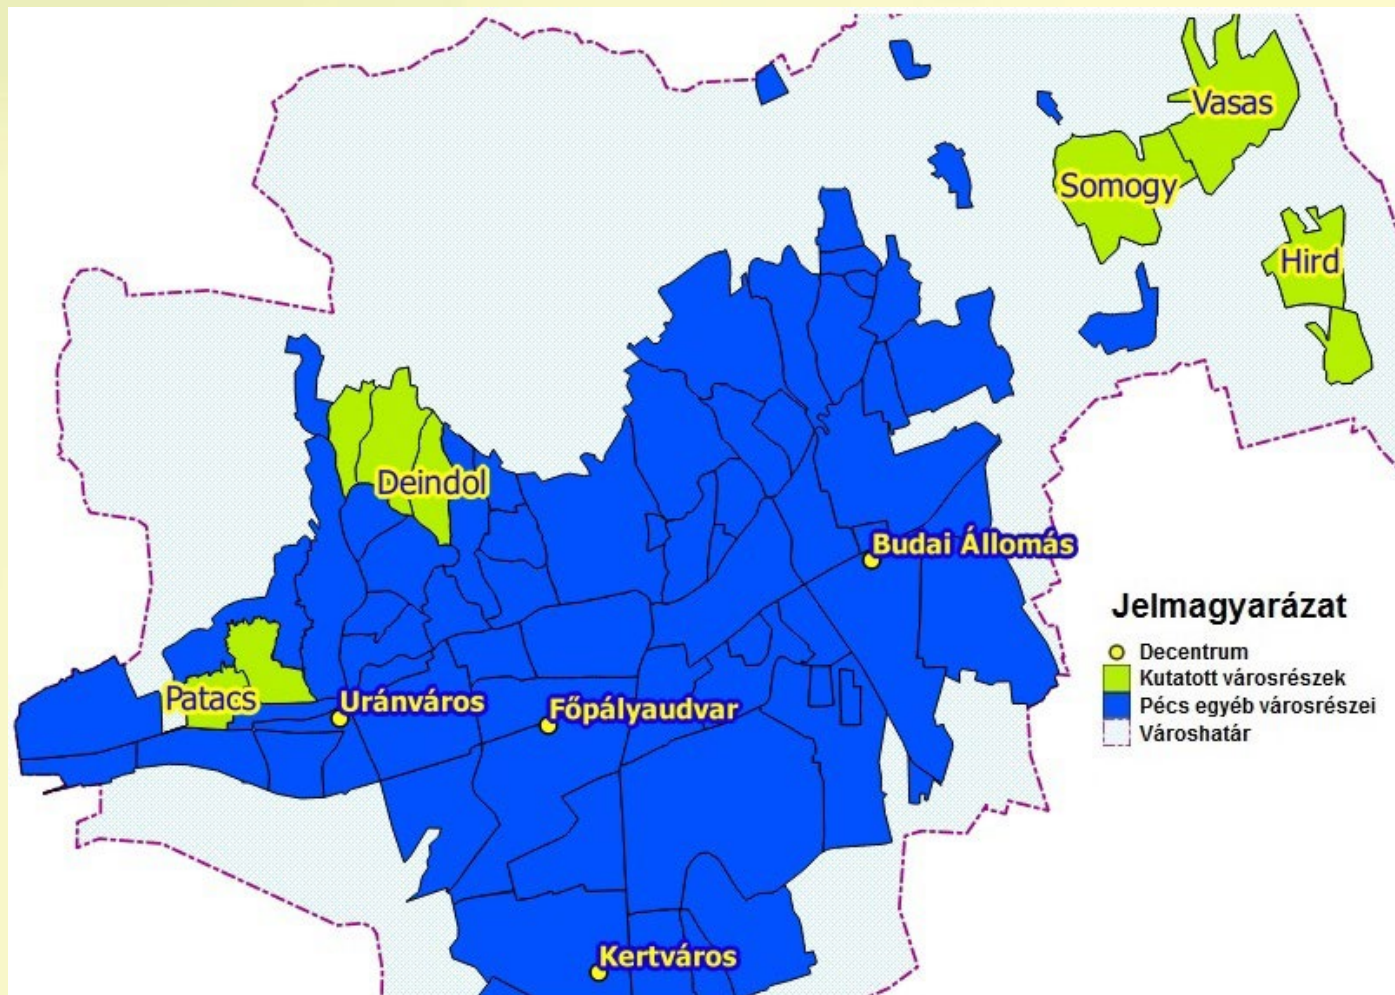 Vasas
Somogy
Hird
Deindol
Budai Állomás
Patacs
Uránváros
Főpályaudvar
Kertváros
Jelmagyarázat
Decentrum
Kutatott városrészek
Pécs egyéb városrészei
Városhatár